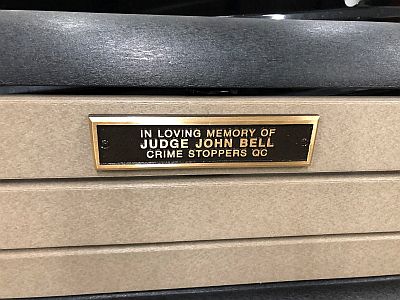 IN LOVING MEMORY OF
JUDGE JOHN BELL
CRIME STOPPERS QC